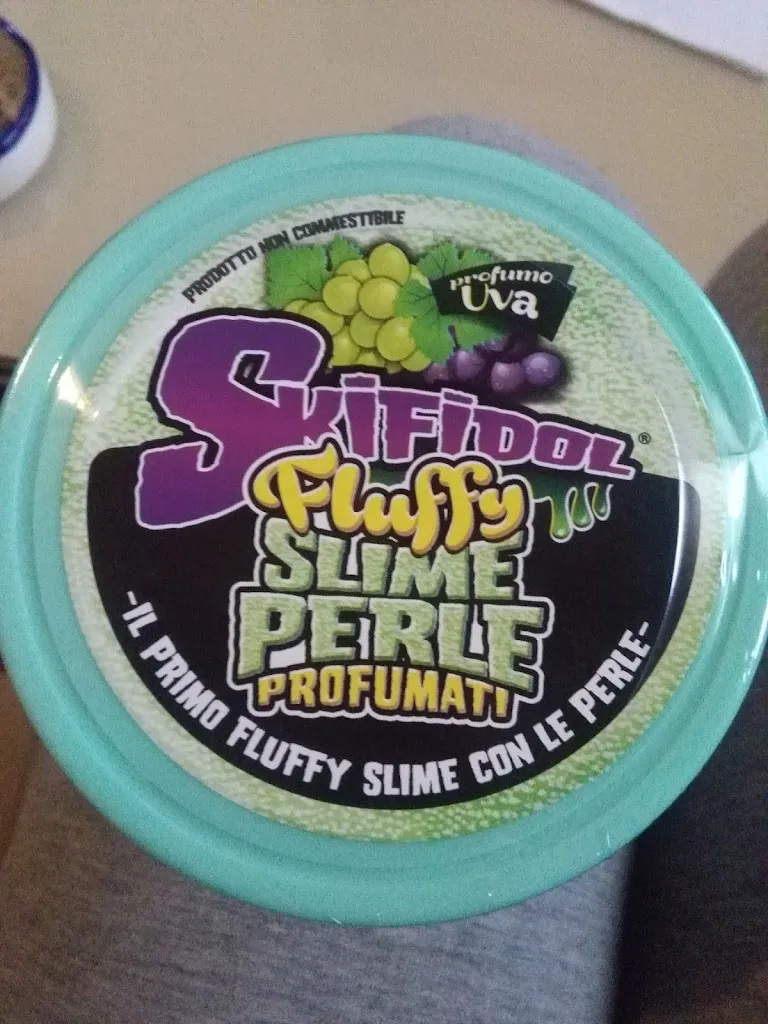 PRODOTTO NON COMMESTIBILE
profumo
Uva
SKIFIDOL®
Fluffy
SLIME
PERLE
PROFUMATI
-IL PRIMO FLUFFY SLIME CON LE PERLE-